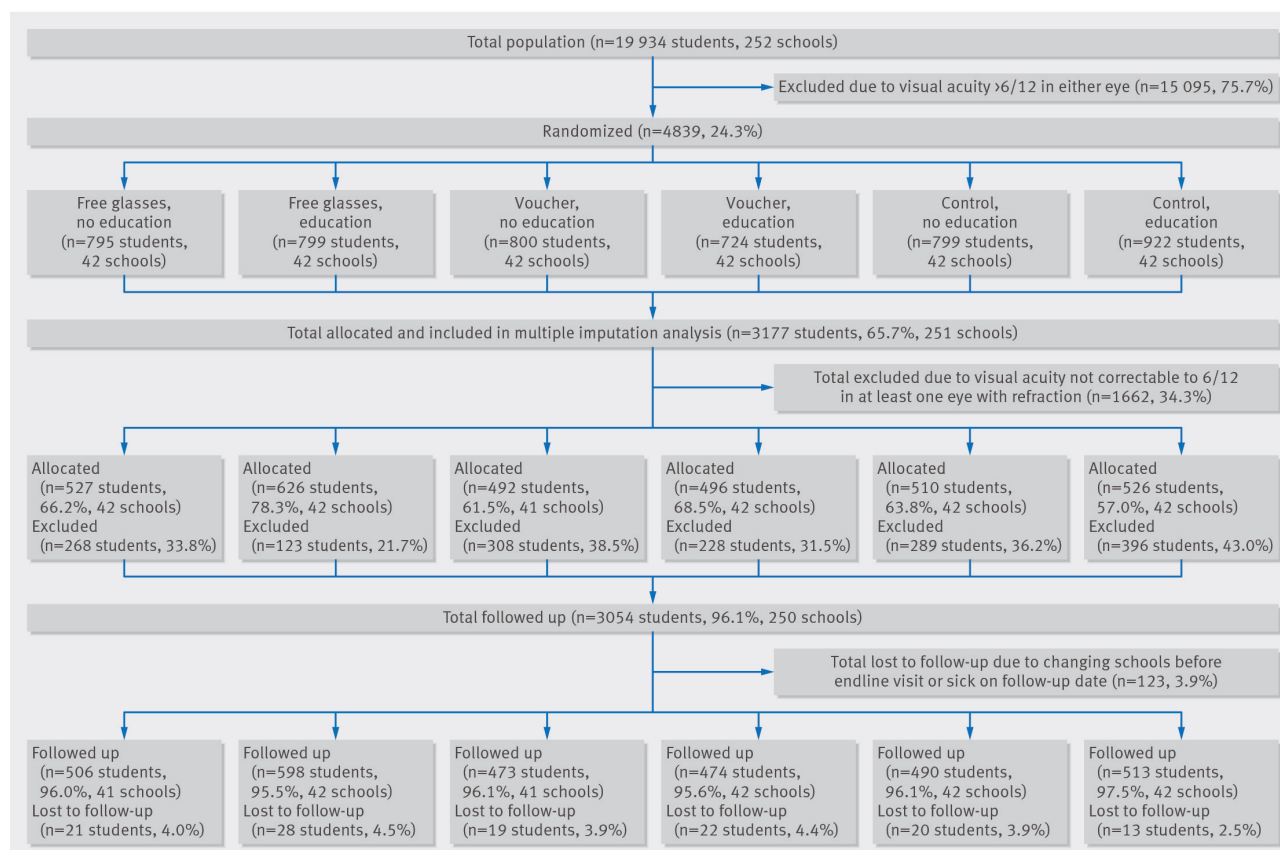 Total population (n=19 934 students, 252 schools)
Excluded due to visual acuity >6/12 in either eye (n=15 095, 75.7%)
Randomized (n=4839, 24.3%)
Free glasses,
no education
(n=795 students,
42 schools)
Free glasses,
education
(n=799 students,
42 schools)
Voucher,
no education
(n=800 students,
42 schools)
Voucher,
education
(n=724 students,
42 schools)
Control,
no education
(n=799 students,
42 schools)
Control,
education
(n=922 students,
42 schools)
Total allocated and included in multiple imputation analysis (n=3177 students, 65.7%, 251 schools)
Total excluded due to visual acuity not correctable to 6/12
in at least one eye with refraction (n=1662, 34.3%)
Allocated
(n=527 students,
66.2%, 42 schools)
Excluded
(n=268 students, 33.8%)
Allocated
(n=626 students,
78.3%, 42 schools)
Excluded
(n=123 students, 21.7%)
Allocated
(n=492 students,
61.5%, 41 schools)
Excluded
(n=308 students, 38.5%)
Allocated
(n=496 students,
68.5%, 42 schools)
Excluded
(n=228 students, 31.5%)
Allocated
(n=510 students,
63.8%, 42 schools)
Excluded
(n=289 students, 36.2%)
Allocated
(n=526 students,
57.0%, 42 schools)
Excluded
(n=396 students, 43.0%)
Total followed up (n=3054 students, 96.1%, 250 schools)
Total lost to follow-up due to changing schools before
endline visit or sick on follow-up date (n=123, 3.9%)
Followed up
(n=506 students,
96.0%, 41 schools)
Lost to follow-up
(n=21 students, 4.0%)
Followed up
(n=598 students,
95.5%, 42 schools)
Lost to follow-up
(n=28 students, 4.5%)
Followed up
(n=473 students,
96.1%, 41 schools)
Lost to follow-up
(n=19 students, 3.9%)
Followed up
(n=474 students,
95.6%, 42 schools)
Lost to follow-up
(n=22 students, 4.4%)
Followed up
(n=490 students,
96.1%, 42 schools)
Lost to follow-up
(n=20 students, 3.9%)
Followed up
(n=513 students,
97.5%, 42 schools)
Lost to follow-up
(n=13 students, 2.5%)